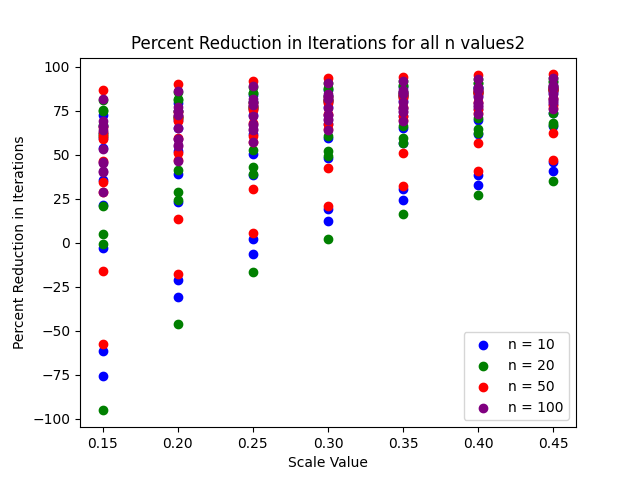 Percent Reduction in Iterations for all n values2
Percent Reduction in Iterations
100
75
50
25
0
−25
−50
−75
−100
n = 10
n = 20
n = 50
n = 100
0.15 0.20 0.25 0.30 0.35 0.40 0.45
Scale Value